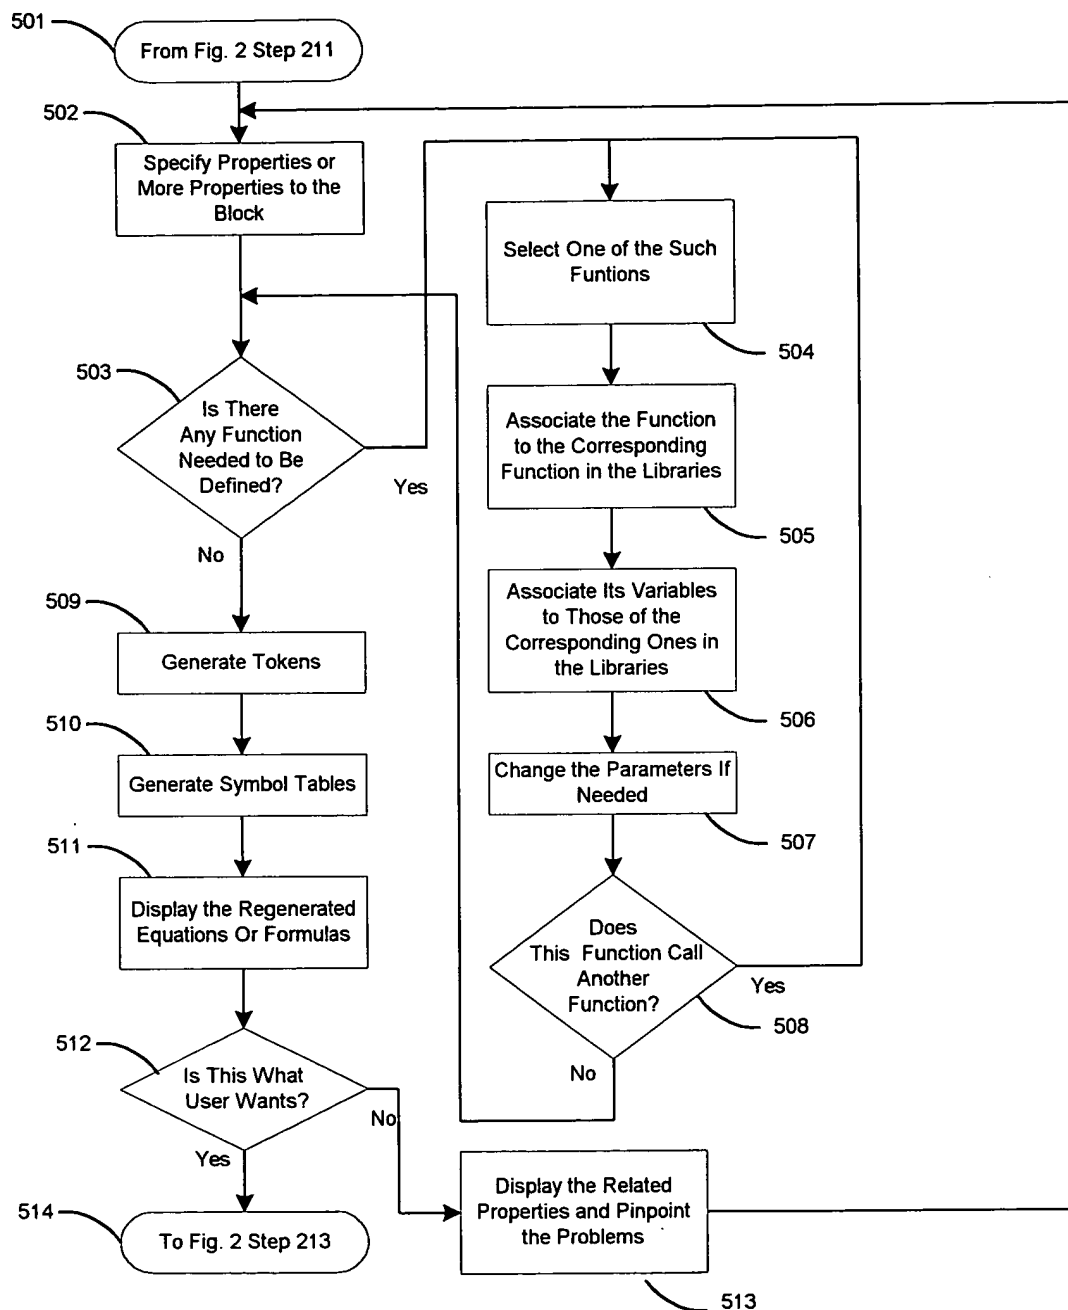 501
From Fig. 2 Step 211
502
Specify Properties or
More Properties to the
Block
503
Is There
Any Function
Needed to Be
Defined?
Yes
No
Select One of the Such
Funtions
504
Associate the Function
to the Corresponding
Function in the Libraries
505
Associate Its Variables
to Those of the
Corresponding Ones in
the Libraries
506
Change the Parameters If
Needed
507
Does
This Function Call
Another
Function?
Yes
508
No
509
Generate Tokens
510
Generate Symbol Tables
511
Display the Regenerated
Equations Or Formulas
512
Is This What
User Wants?
No
Yes
513
Display the Related
Properties and Pinpoint
the Problems
514
To Fig. 2 Step 213